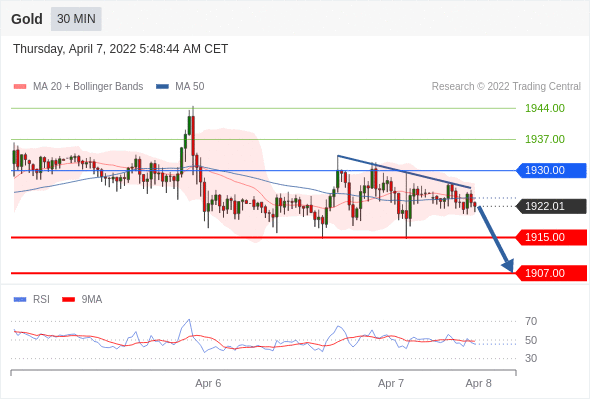 Gold 30 MIN
Thursday, April 7, 2022 5:48:44 AM CET
MA 20 + Bollinger Bands MA 50 Research © 2022 Trading Central
1944.00
1937.00
1930.00
1922.01
1915.00
1907.00
RSI 9MA
70
50
30
Apr 6 Apr 7 Apr 8